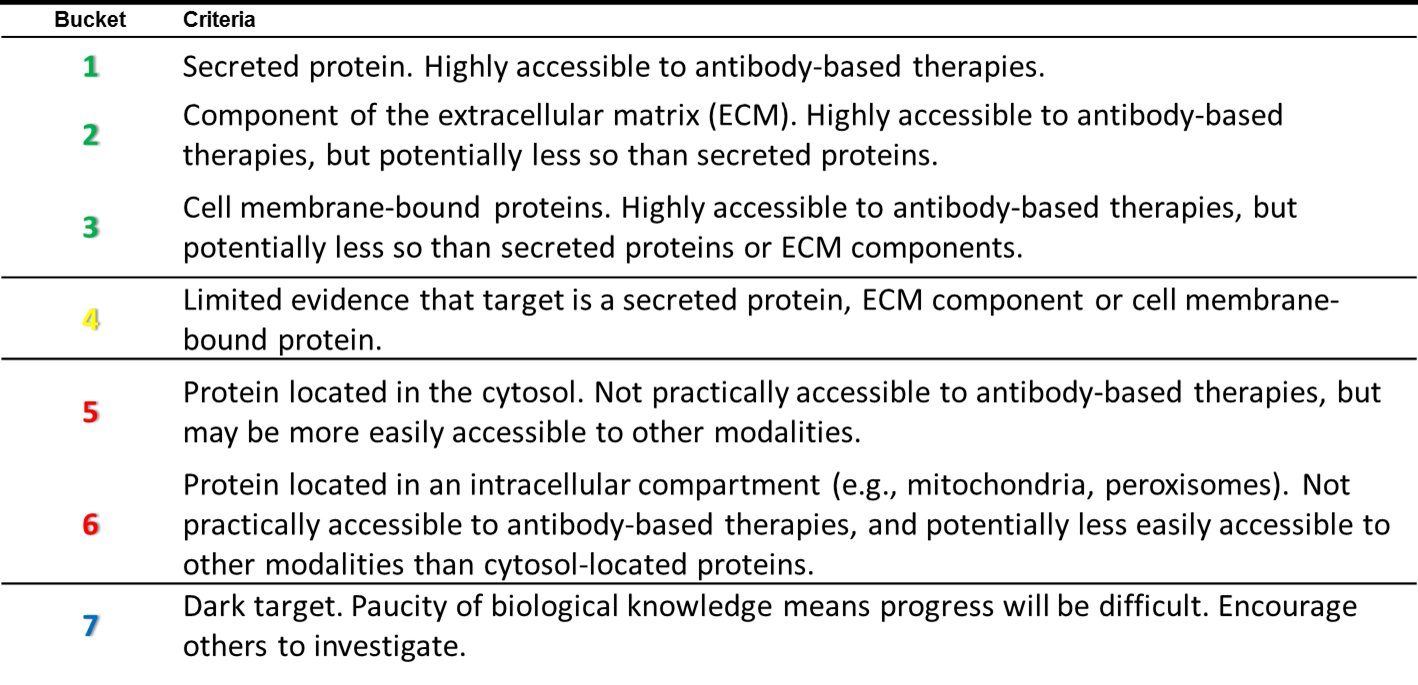 Bucket Criteria
1 Secreted protein. Highly accessible to antibody-based therapies.
Component of the extracellular matrix (ECM). Highly accessible to antibody-based
2
therapies, but potentially less so than secreted proteins.
Cell membrane-bound proteins. Highly accessible to antibody-based therapies, but
3
potentially less so than secreted proteins or ECM components.
Limited evidence that target is a secreted protein, ECM component or cell membrane-
4
bound protein.
Protein located in the cytosol. Not practically accessible to antibody-based therapies, but
5
may be more easily accessible to other modalities.
Protein located in an intracellular compartment (e.g., mitochondria, peroxisomes). Not
6 practically accessible to antibody-based therapies, and potentially less easily accessible to
other modalities than cytosol-located proteins.
Dark target. Paucity of biological knowledge means progress will be difficult. Encourage
7
others to investigate.